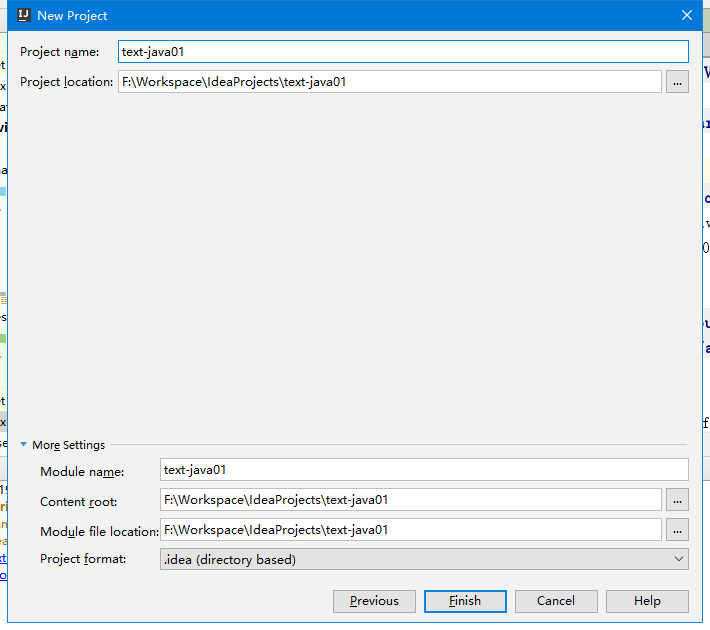 New Project
Project name: text-java01
Project location: F:\Workspace\IdeaProjects\text-java01 ...
More Settings
Module name: text-java01
Content root: F:\Workspace\IdeaProjects\text-java01 ...
Module file location: F:\Workspace\IdeaProjects\text-java01 ...
Project format: .idea (directory based)
Previous Finish Cancel Help